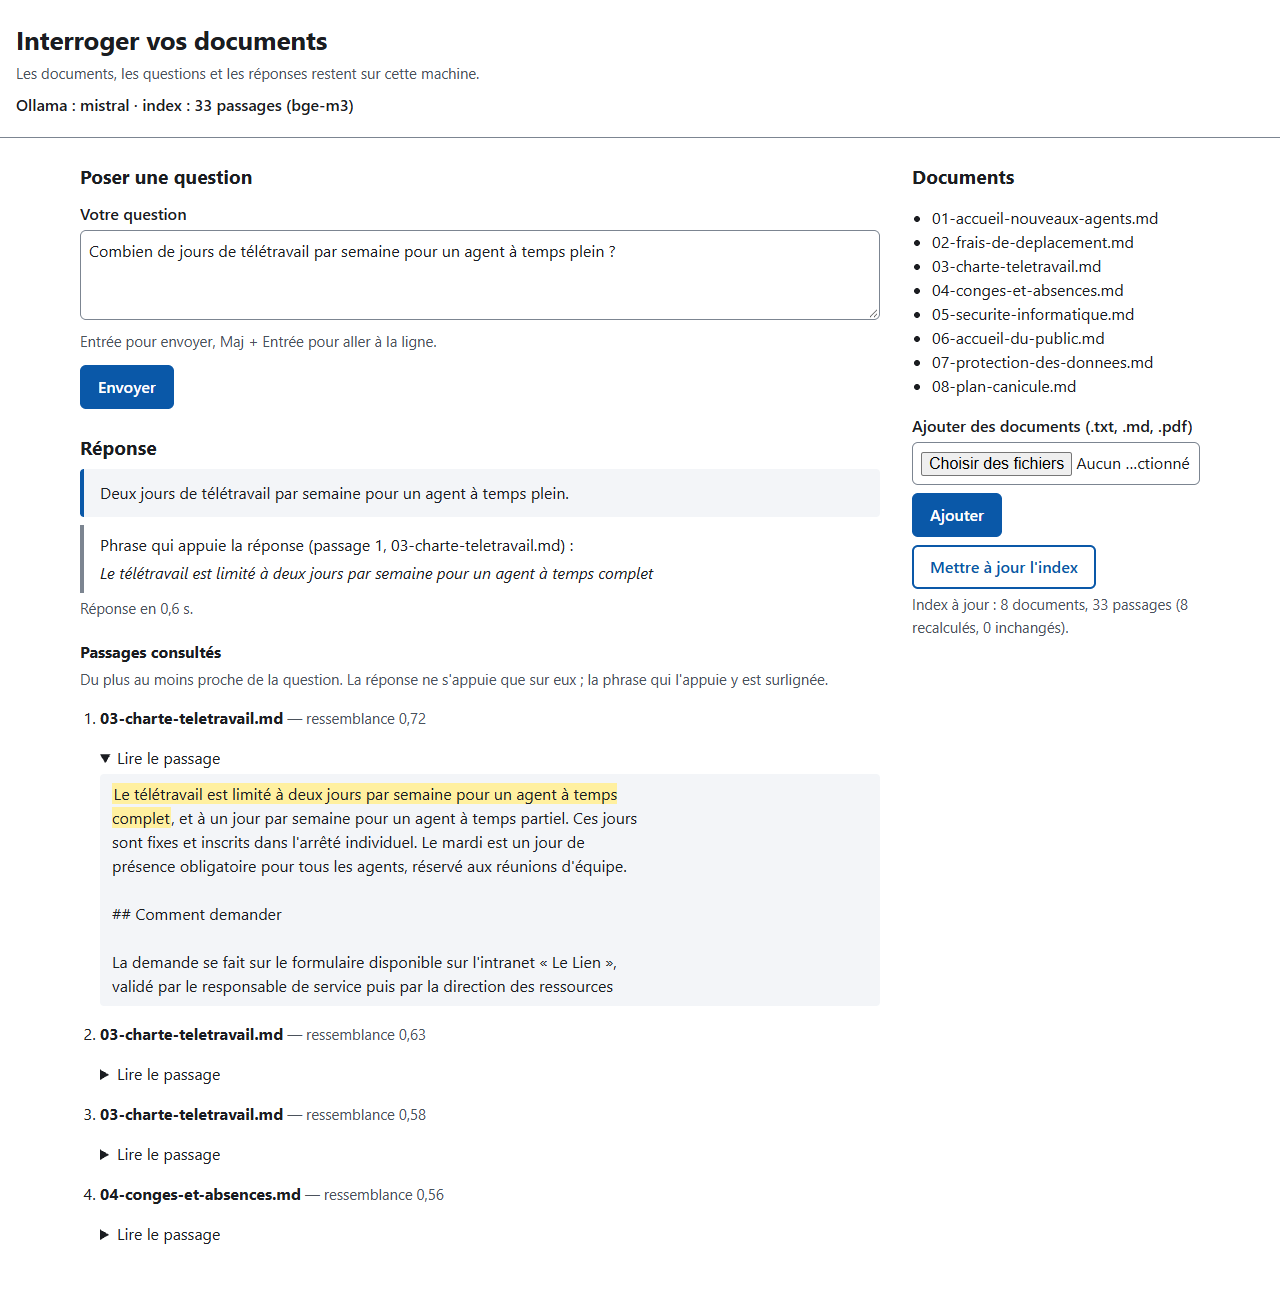 Interroger vos documents
Les documents, les questions et les réponses restent sur cette machine.
Ollama : mistral · index : 33 passages (bge-m3)
Poser une question
Votre question
Combien de jours de télétravail par semaine pour un agent à temps plein ?
Entrée pour envoyer, Maj + Entrée pour aller à la ligne.
Envoyer
Réponse
Deux jours de télétravail par semaine pour un agent à temps plein.
Phrase qui appuie la réponse (passage 1, 03-charte-teletravail.md) :
Le télétravail est limité à deux jours par semaine pour un agent à temps complet
Réponse en 0,6 s.
Passages consultés
Du plus au moins proche de la question. La réponse ne s'appuie que sur eux ; la phrase qui l'appuie y est surlignée.
1. 03-charte-teletravail.md — ressemblance 0,72
Lire le passage
Le télétravail est limité à deux jours par semaine pour un agent à temps
complet, et à un jour par semaine pour un agent à temps partiel. Ces jours
sont fixes et inscrits dans l'arrêté individuel. Le mardi est un jour de
présence obligatoire pour tous les agents, réservé aux réunions d'équipe.
## Comment demander
La demande se fait sur le formulaire disponible sur l'intranet « Le Lien »,
validé par le responsable de service puis par la direction des ressources
2. 03-charte-teletravail.md — ressemblance 0,63
Lire le passage
3. 03-charte-teletravail.md — ressemblance 0,58
Lire le passage
4. 04-conges-et-absences.md — ressemblance 0,56
Lire le passage
Documents
01-accueil-nouveaux-agents.md
02-frais-de-deplacement.md
03-charte-teletravail.md
04-conges-et-absences.md
05-securite-informatique.md
06-accueil-du-public.md
07-protection-des-donnees.md
08-plan-canicule.md
Ajouter des documents (.txt, .md, .pdf)
Choisir des fichiers Aucun ...ctionné
Ajouter
Mettre à jour l'index
Index à jour : 8 documents, 33 passages (8
recalculés, 0 inchangés).